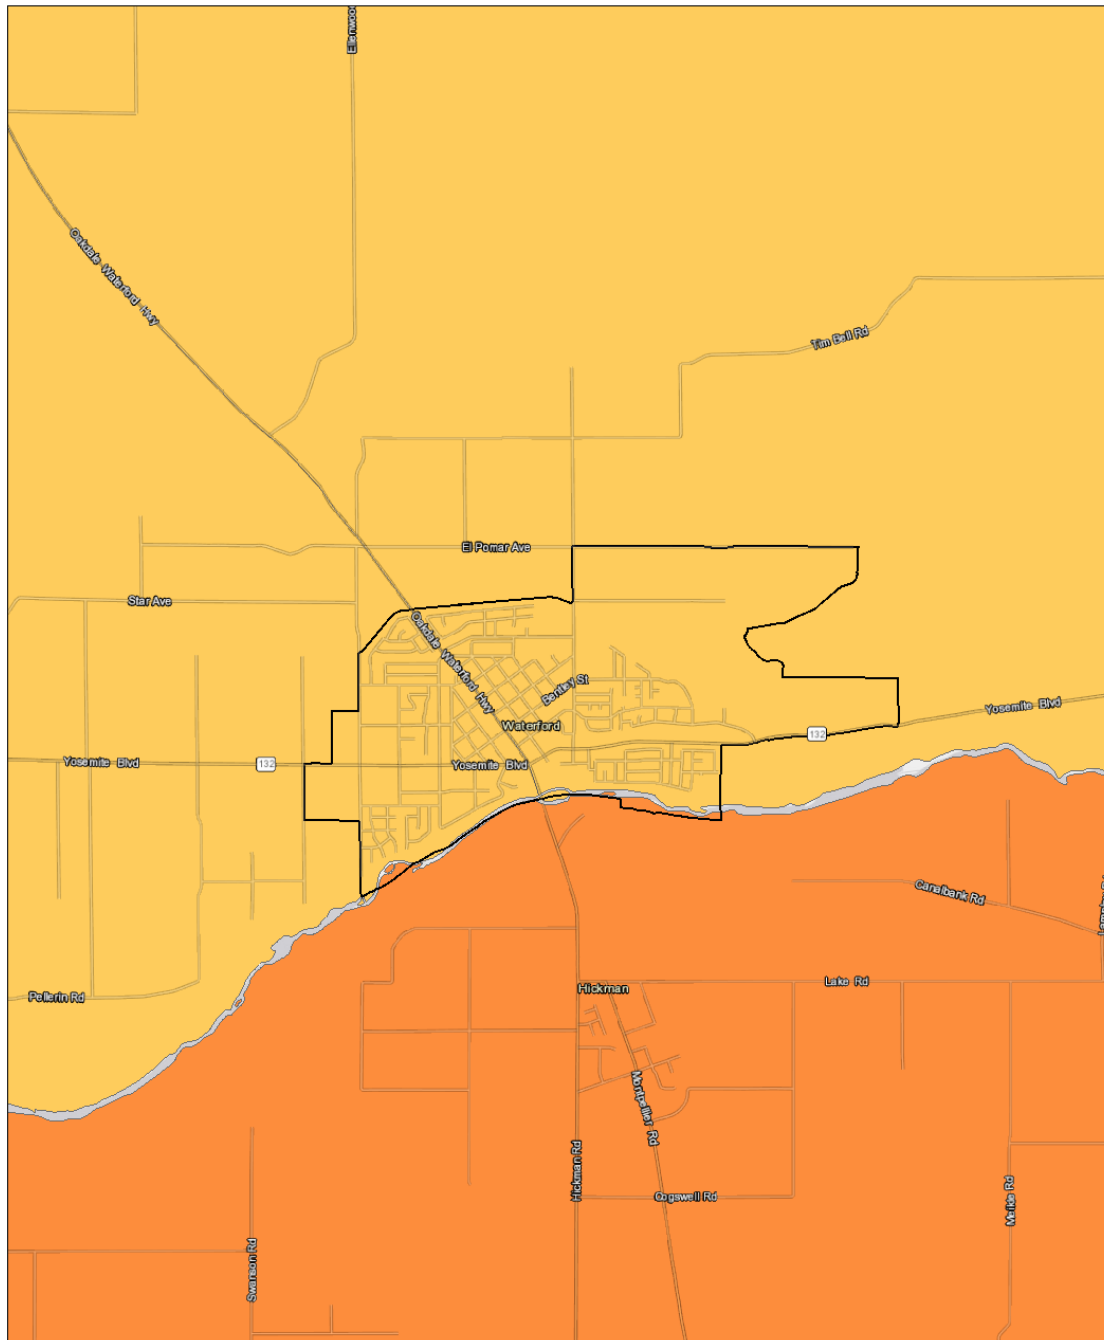 Ellenwood
Oakdale Waterford Hwy
Tim Bell Rd
El Pomar Ave
Star Ave
Oakdale Waterford Hwy
Bentley St
Waterford
Yosemite Blvd
132
Yosemite Blvd
132
Yosemite Blvd
Canalbank Rd
Pellerin Rd
Hickman
Lake Rd
Montpellier Rd
Hickman Rd
Cogswell Rd
Merkle Rd
Swanson Rd